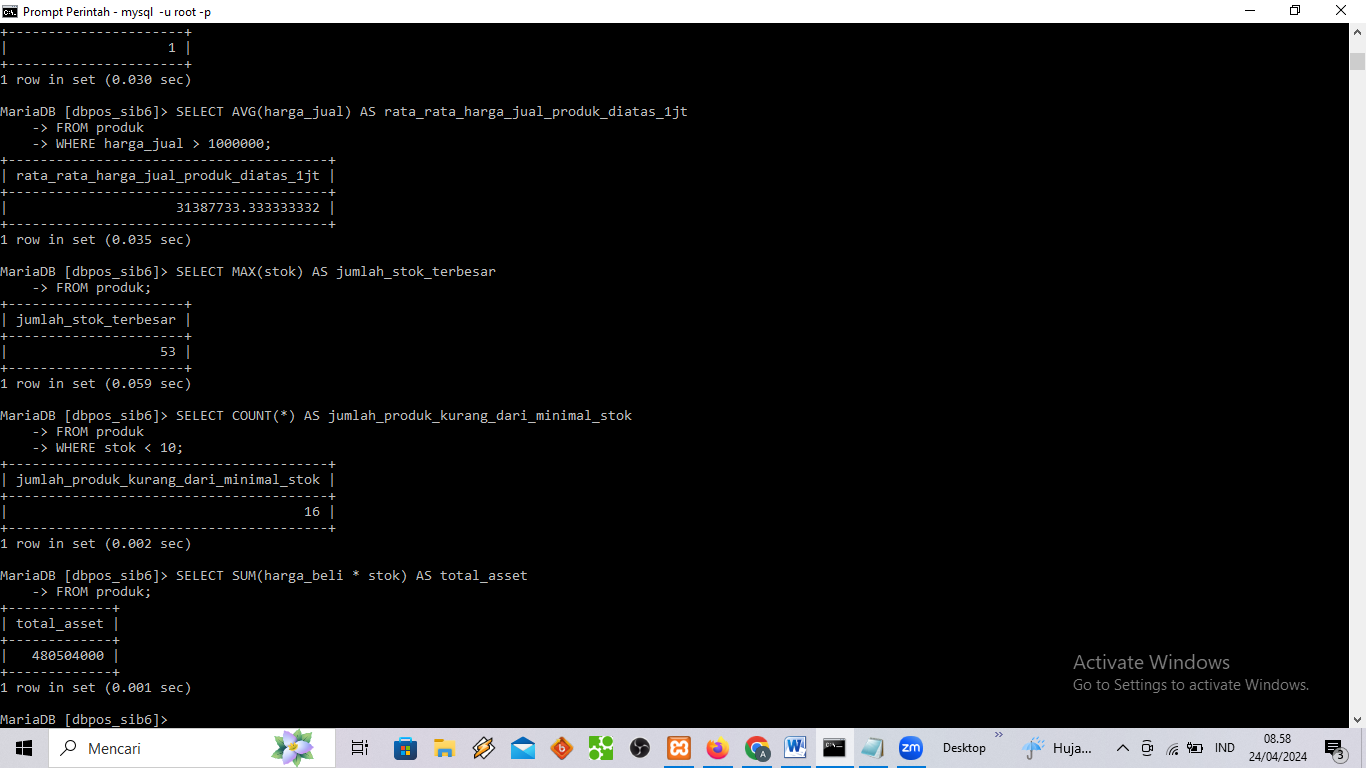 Prompt Perintah - mysql  -u root -p
+----------------------+
|                    1 |
+----------------------+
1 row in set (0.030 sec)

MariaDB [dbpos_sib6]> SELECT AVG(harga_jual) AS rata_rata_harga_jual_produk_diatas_1jt
    -> FROM produk
    -> WHERE harga_jual > 1000000;
+----------------------------------------+
| rata_rata_harga_jual_produk_diatas_1jt |
+----------------------------------------+
|                     31387733.333333332 |
+----------------------------------------+
1 row in set (0.035 sec)

MariaDB [dbpos_sib6]> SELECT MAX(stok) AS jumlah_stok_terbesar
    -> FROM produk;
+----------------------+
| jumlah_stok_terbesar |
+----------------------+
|                   53 |
+----------------------+
1 row in set (0.059 sec)

MariaDB [dbpos_sib6]> SELECT COUNT(*) AS jumlah_produk_kurang_dari_minimal_stok
    -> FROM produk
    -> WHERE stok < 10;
+----------------------------------------+
| jumlah_produk_kurang_dari_minimal_stok |
+----------------------------------------+
|                                     16 |
+----------------------------------------+
1 row in set (0.002 sec)

MariaDB [dbpos_sib6]> SELECT SUM(harga_beli * stok) AS total_asset
    -> FROM produk;
+-------------+
| total_asset |
+-------------+
|   480504000 |
+-------------+
1 row in set (0.001 sec)

MariaDB [dbpos_sib6]>
Activate Windows
Go to Settings to activate Windows.
Mencari
zm
Desktop
Huja...
IND
08.58
24/04/2024
3